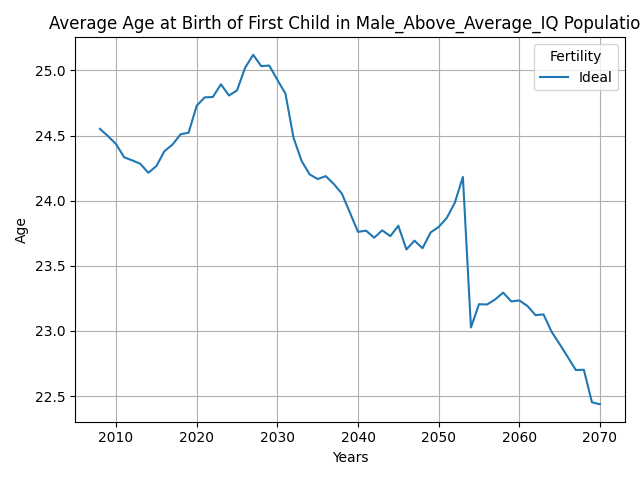 Average Age at Birth of First Child in Male_Above_Average_IQ Populatio
Fertility
Ideal
25.0
24.5
24.0
23.5
23.0
22.5
Age
2010 2020 2030 2040 2050 2060 2070
Years